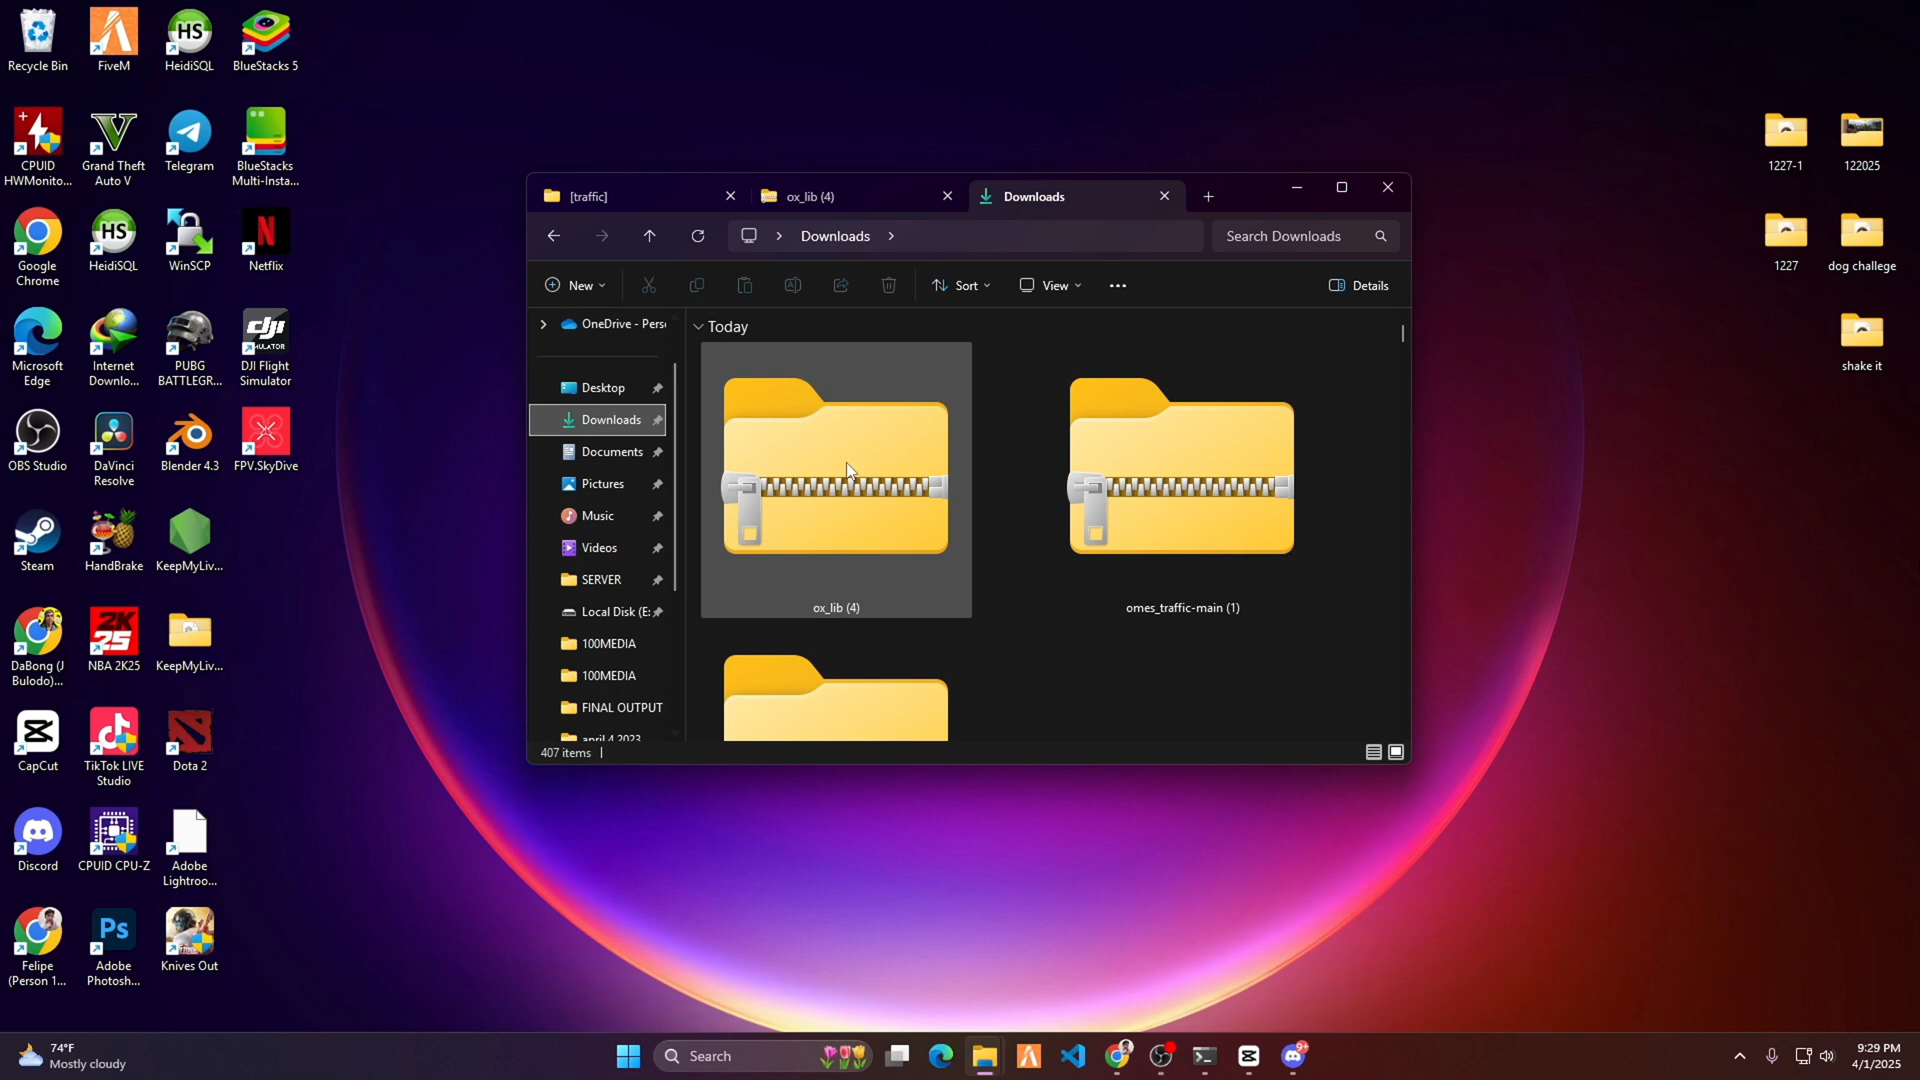 Recycle Bin
FiveM
HeidiSQL
BlueStacks 5
CPUID
HWMonito...
Grand Theft
Auto V
Telegram
BlueStacks
Multi-Insta...
Google
Chrome
HeidiSQL
WinSCP
Netflix
Microsoft
Edge
Internet
Downlo...
PUBG
BATTLEGR...
DJI Flight
Simulator
OBS Studio
DaVinci
Resolve
Blender 4.3
FPV.SkyDive
Steam
HandBrake
KeepMyLiv...
DaBong (J
Bulodo)...
NBA 2K25
KeepMyLiv...
CapCut
TikTok LIVE
Studio
Dota 2
Discord
CPUID CPU-Z
Adobe
Lightroo...
Felipe
(Person 1...
Adobe
Photosh...
Knives Out
[traffic]
ox_lib (4)
Downloads
Downloads
Search Downloads
New
Sort
View
Details
OneDrive - Pers
Desktop
Downloads
Documents
Pictures
Music
Videos
SERVER
Local Disk (E:
100MEDIA
100MEDIA
FINAL OUTPUT
april 4 2023
Today
ox_lib (4)
omes_traffic-main (1)
407 items
1227-1
122025
1227
dog challege
shake it
74°F
Mostly cloudy
Search
9:29 PM
4/1/2025